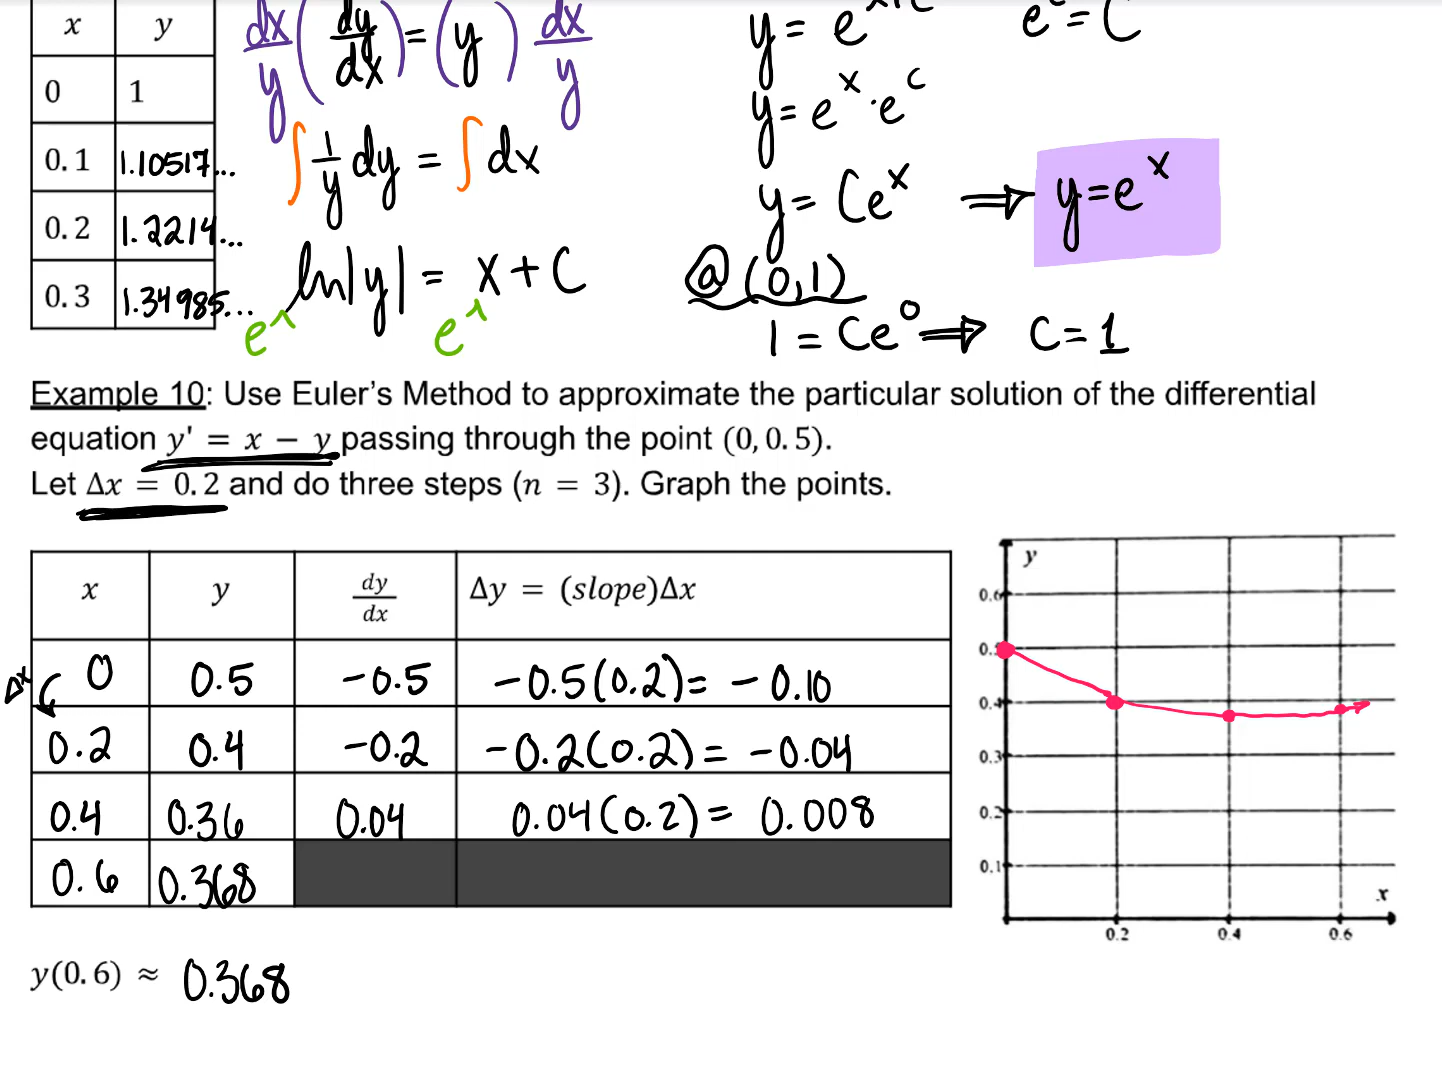 x y
0 1
0.1 1.10517...
0.2 1.2214...
0.3 1.34985...
dx/y (dy/dx) = (y) dx/y
∫ 1/y dy = ∫ dx
ln|y| = x + C
e^ e^
y = e^x+c
e^c = C
y = e^x · e^c
y = Ce^x ⇒ y = e^x
@ (0,1)
1 = Ce^0 ⇒ C = 1
Example 10: Use Euler's Method to approximate the particular solution of the differential
equation y' = x − y passing through the point (0, 0.5).
Let Δx = 0.2 and do three steps (n = 3). Graph the points.
x y dy/dx Δy = (slope)Δx
Δx
0 0.5 -0.5 -0.5(0.2) = -0.10
0.2 0.4 -0.2 -0.2(0.2) = -0.04
0.4 0.36 0.04 0.04(0.2) = 0.008
0.6 0.368
y
0.6
0.4
0.3
0.2
0.1
x
0.2 0.4 0.6
y(0.6) ≈ 0.368